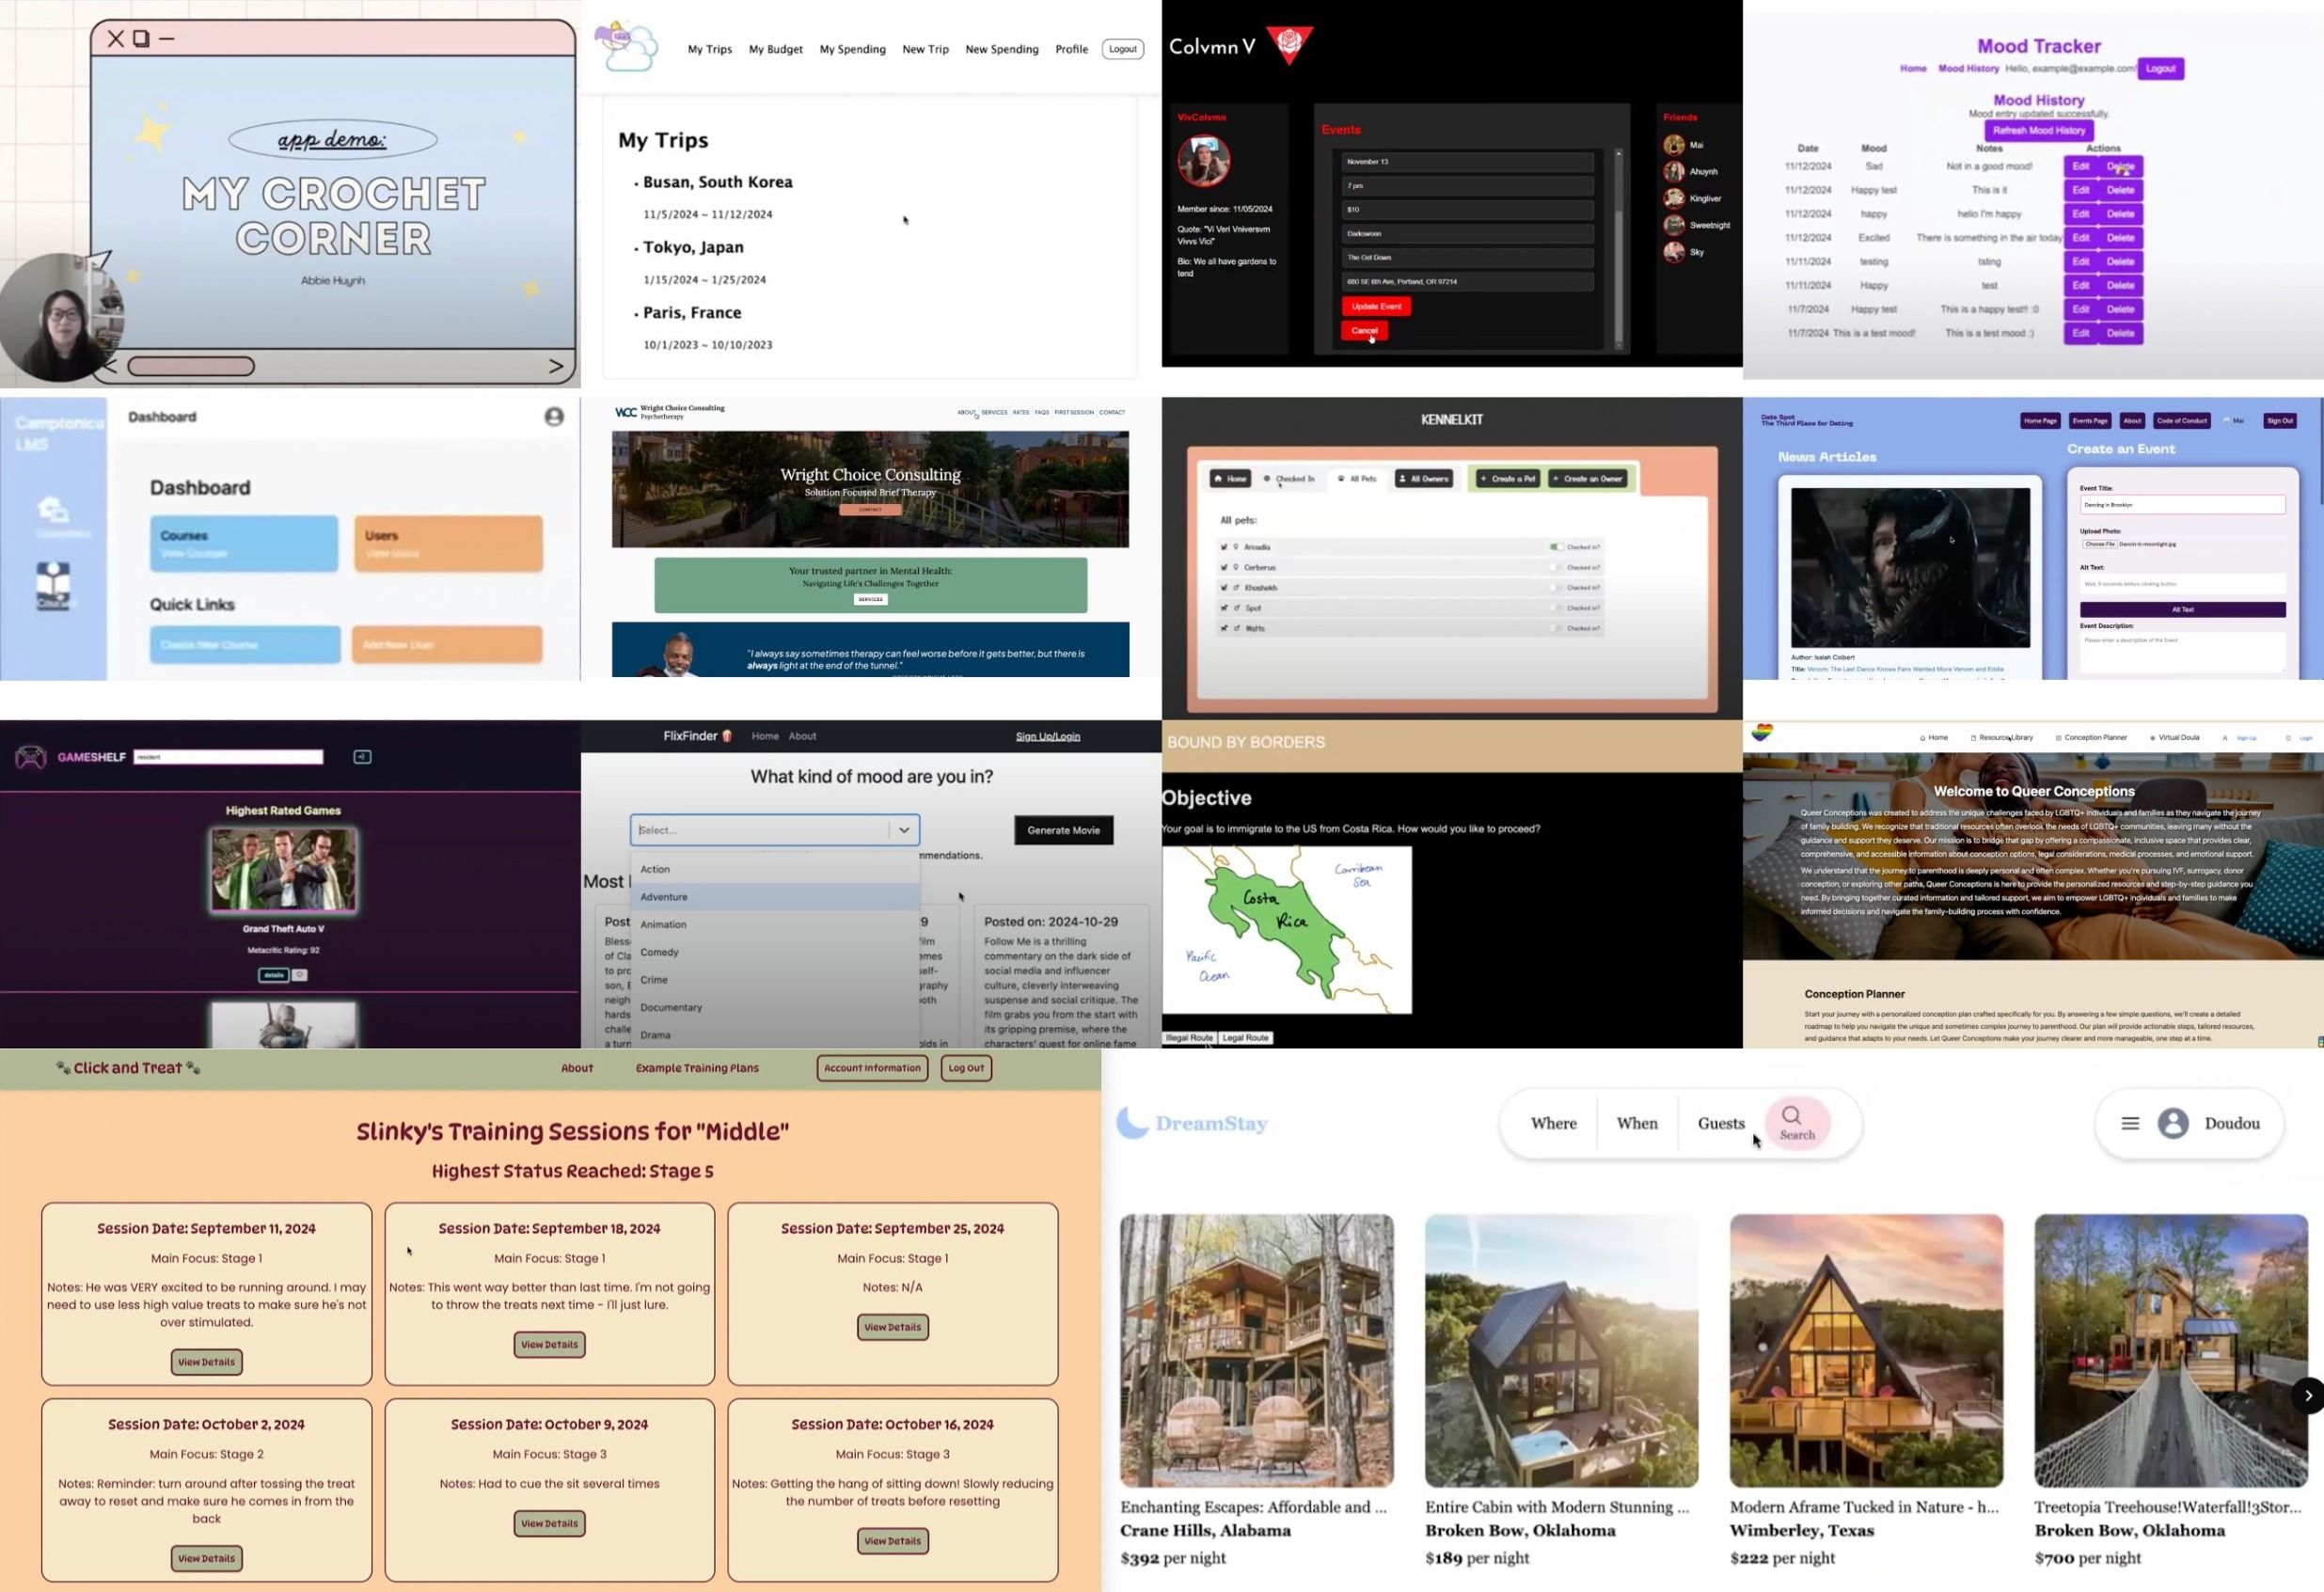 app demo:
MY CROCHET
CORNER
Abbie Huynh
My Trips
My Budget
My Spending
New Trip
New Spending
Profile
Logout
My Trips
Busan, South Korea
11/5/2024 ~ 11/12/2024
Tokyo, Japan
1/15/2024 ~ 1/25/2024
Paris, France
10/1/2023 ~ 10/10/2023
Colvmn V
VivColvmn
Member since: 11/05/2024
Quote: "Vi Veri Vniversvm
Vivvs Vici"
Bio: We all have gardens to
tend
Events
November 13
7 pm
$10
Darkswoon
The Get Down
680 SE 6th Ave, Portland, OR 97214
Update Event
Cancel
Friends
Mai
Ahuynh
Kingliver
Sweetnight
Sky
Mood Tracker
Home Mood History Hello, example@example.com! Logout
Mood History
Mood entry updated successfully.
Refresh Mood History
Date Mood Notes Actions
11/12/2024 Sad Not in a good mood! Edit Delete
11/12/2024 Happy test This is it Edit Delete
11/12/2024 happy hello I'm happy Edit Delete
11/12/2024 Excited There is something in the air today Edit Delete
11/11/2024 testing tsting Edit Delete
11/11/2024 Happy test Edit Delete
11/7/2024 Happy test This is a happy test!! :0 Edit Delete
11/7/2024 This is a test mood! This is a test mood :) Edit Delete
Camptonica
LMS
Dashboard
Dashboard
Courses
View Courses
Users
View Users
Quick Links
Create New Course
Add New User
WCC Wright Choice Consulting
Psychotherapy
ABOUT SERVICES RATES FAQS FIRST SESSION CONTACT
Wright Choice Consulting
Solution Focused Brief Therapy
CONTACT
Your trusted partner in Mental Health:
Navigating Life's Challenges Together
SERVICES
"I always say sometimes therapy can feel worse before it gets better, but there is
always light at the end of the tunnel."
KENNELKIT
Home Checked In All Pets All Owners + Create a Pet + Create an Owner
All pets:
Arcadia Checked in?
Cerberus Checked in?
Khoshekh Checked in?
Spot Checked in?
Watts Checked in?
Date Spot
The Third Place for Dating
Home Page Events Page About Code of Conduct Mai Sign Out
News Articles
Author: Isaiah Colbert
Title: Venom: The Last Dance Knows Fans Wanted More Venom and Eddie
Create an Event
Event Title:
Dancing in Brooklyn
Upload Photo:
Choose File Dancin-in-moonlight.jpg
Alt Text:
Wait, 5 seconds before clicking button
Alt Text
Event Description:
Please enter a description of the Event
GAMESHELF
resident
Highest Rated Games
Grand Theft Auto V
Metacritic Rating: 92
details
FlixFinder
Home
About
Sign Up/Login
What kind of mood are you in?
Select...
Generate Movie
mmendations.
Most
Action
Adventure
Animation
Comedy
Crime
Documentary
Drama
Post
Bless
of Cla
to pro
son, E
neigh
hards
challe
a turn
Posted on: 2024-10-29
Follow Me is a thrilling
commentary on the dark side of
social media and influencer
culture, cleverly interweaving
suspense and social critique. The
film grabs you from the start with
its gripping premise, where the
characters' quest for online fame
BOUND BY BORDERS
Objective
Your goal is to immigrate to the US from Costa Rica. How would you like to proceed?
Caribbean
Sea
Costa
Rica
Pacific
Ocean
Illegal Route Legal Route
Home Resource Library Conception Planner Virtual Doula Sign Up Login
Welcome to Queer Conceptions
Queer Conceptions was created to address the unique challenges faced by LGBTQ+ individuals and families as they navigate the journey
of family building. We recognize that traditional resources often overlook the needs of LGBTQ+ communities, leaving many without the
guidance and support they deserve. Our mission is to bridge that gap by offering a compassionate, inclusive space that provides clear,
comprehensive, and accessible information about conception options, legal considerations, medical processes, and emotional support.
We understand that the journey to parenthood is deeply personal and often complex. Whether you're pursuing IVF, surrogacy, donor
conception, or exploring other paths, Queer Conceptions is here to provide the personalized resources and step-by-step guidance you
need. By bringing together curated information and tailored support, we aim to empower LGBTQ+ individuals and families to make
informed decisions and navigate the family-building process with confidence.
Conception Planner
Start your journey with a personalized conception plan crafted specifically for you. By answering a few simple questions, we'll create a detailed
roadmap to help you navigate the unique and sometimes complex journey to parenthood. Our plan will provide actionable steps, tailored resources,
and guidance that adapts to your needs. Let Queer Conceptions make your journey clearer and more manageable, one step at a time.
Click and Treat
About
Example Training Plans
Account Information
Log Out
Slinky's Training Sessions for "Middle"
Highest Status Reached: Stage 5
Session Date: September 11, 2024
Main Focus: Stage 1
Notes: He was VERY excited to be running around. I may
need to use less high value treats to make sure he's not
over stimulated.
View Details
Session Date: September 18, 2024
Main Focus: Stage 1
Notes: This went way better than last time. I'm not going
to throw the treats next time - I'll just lure.
View Details
Session Date: September 25, 2024
Main Focus: Stage 1
Notes: N/A
View Details
Session Date: October 2, 2024
Main Focus: Stage 2
Notes: Reminder: turn around after tossing the treat
away to reset and make sure he comes in from the
back
View Details
Session Date: October 9, 2024
Main Focus: Stage 3
Notes: Had to cue the sit several times
View Details
Session Date: October 16, 2024
Main Focus: Stage 3
Notes: Getting the hang of sitting down! Slowly reducing
the number of treats before resetting
View Details
DreamStay
Where
When
Guests
Search
Doudou
Enchanting Escapes: Affordable and ...
Crane Hills, Alabama
$392 per night
Entire Cabin with Modern Stunning ...
Broken Bow, Oklahoma
$189 per night
Modern Aframe Tucked in Nature - h...
Wimberley, Texas
$222 per night
Treetopia Treehouse!Waterfall!3Stor...
Broken Bow, Oklahoma
$700 per night